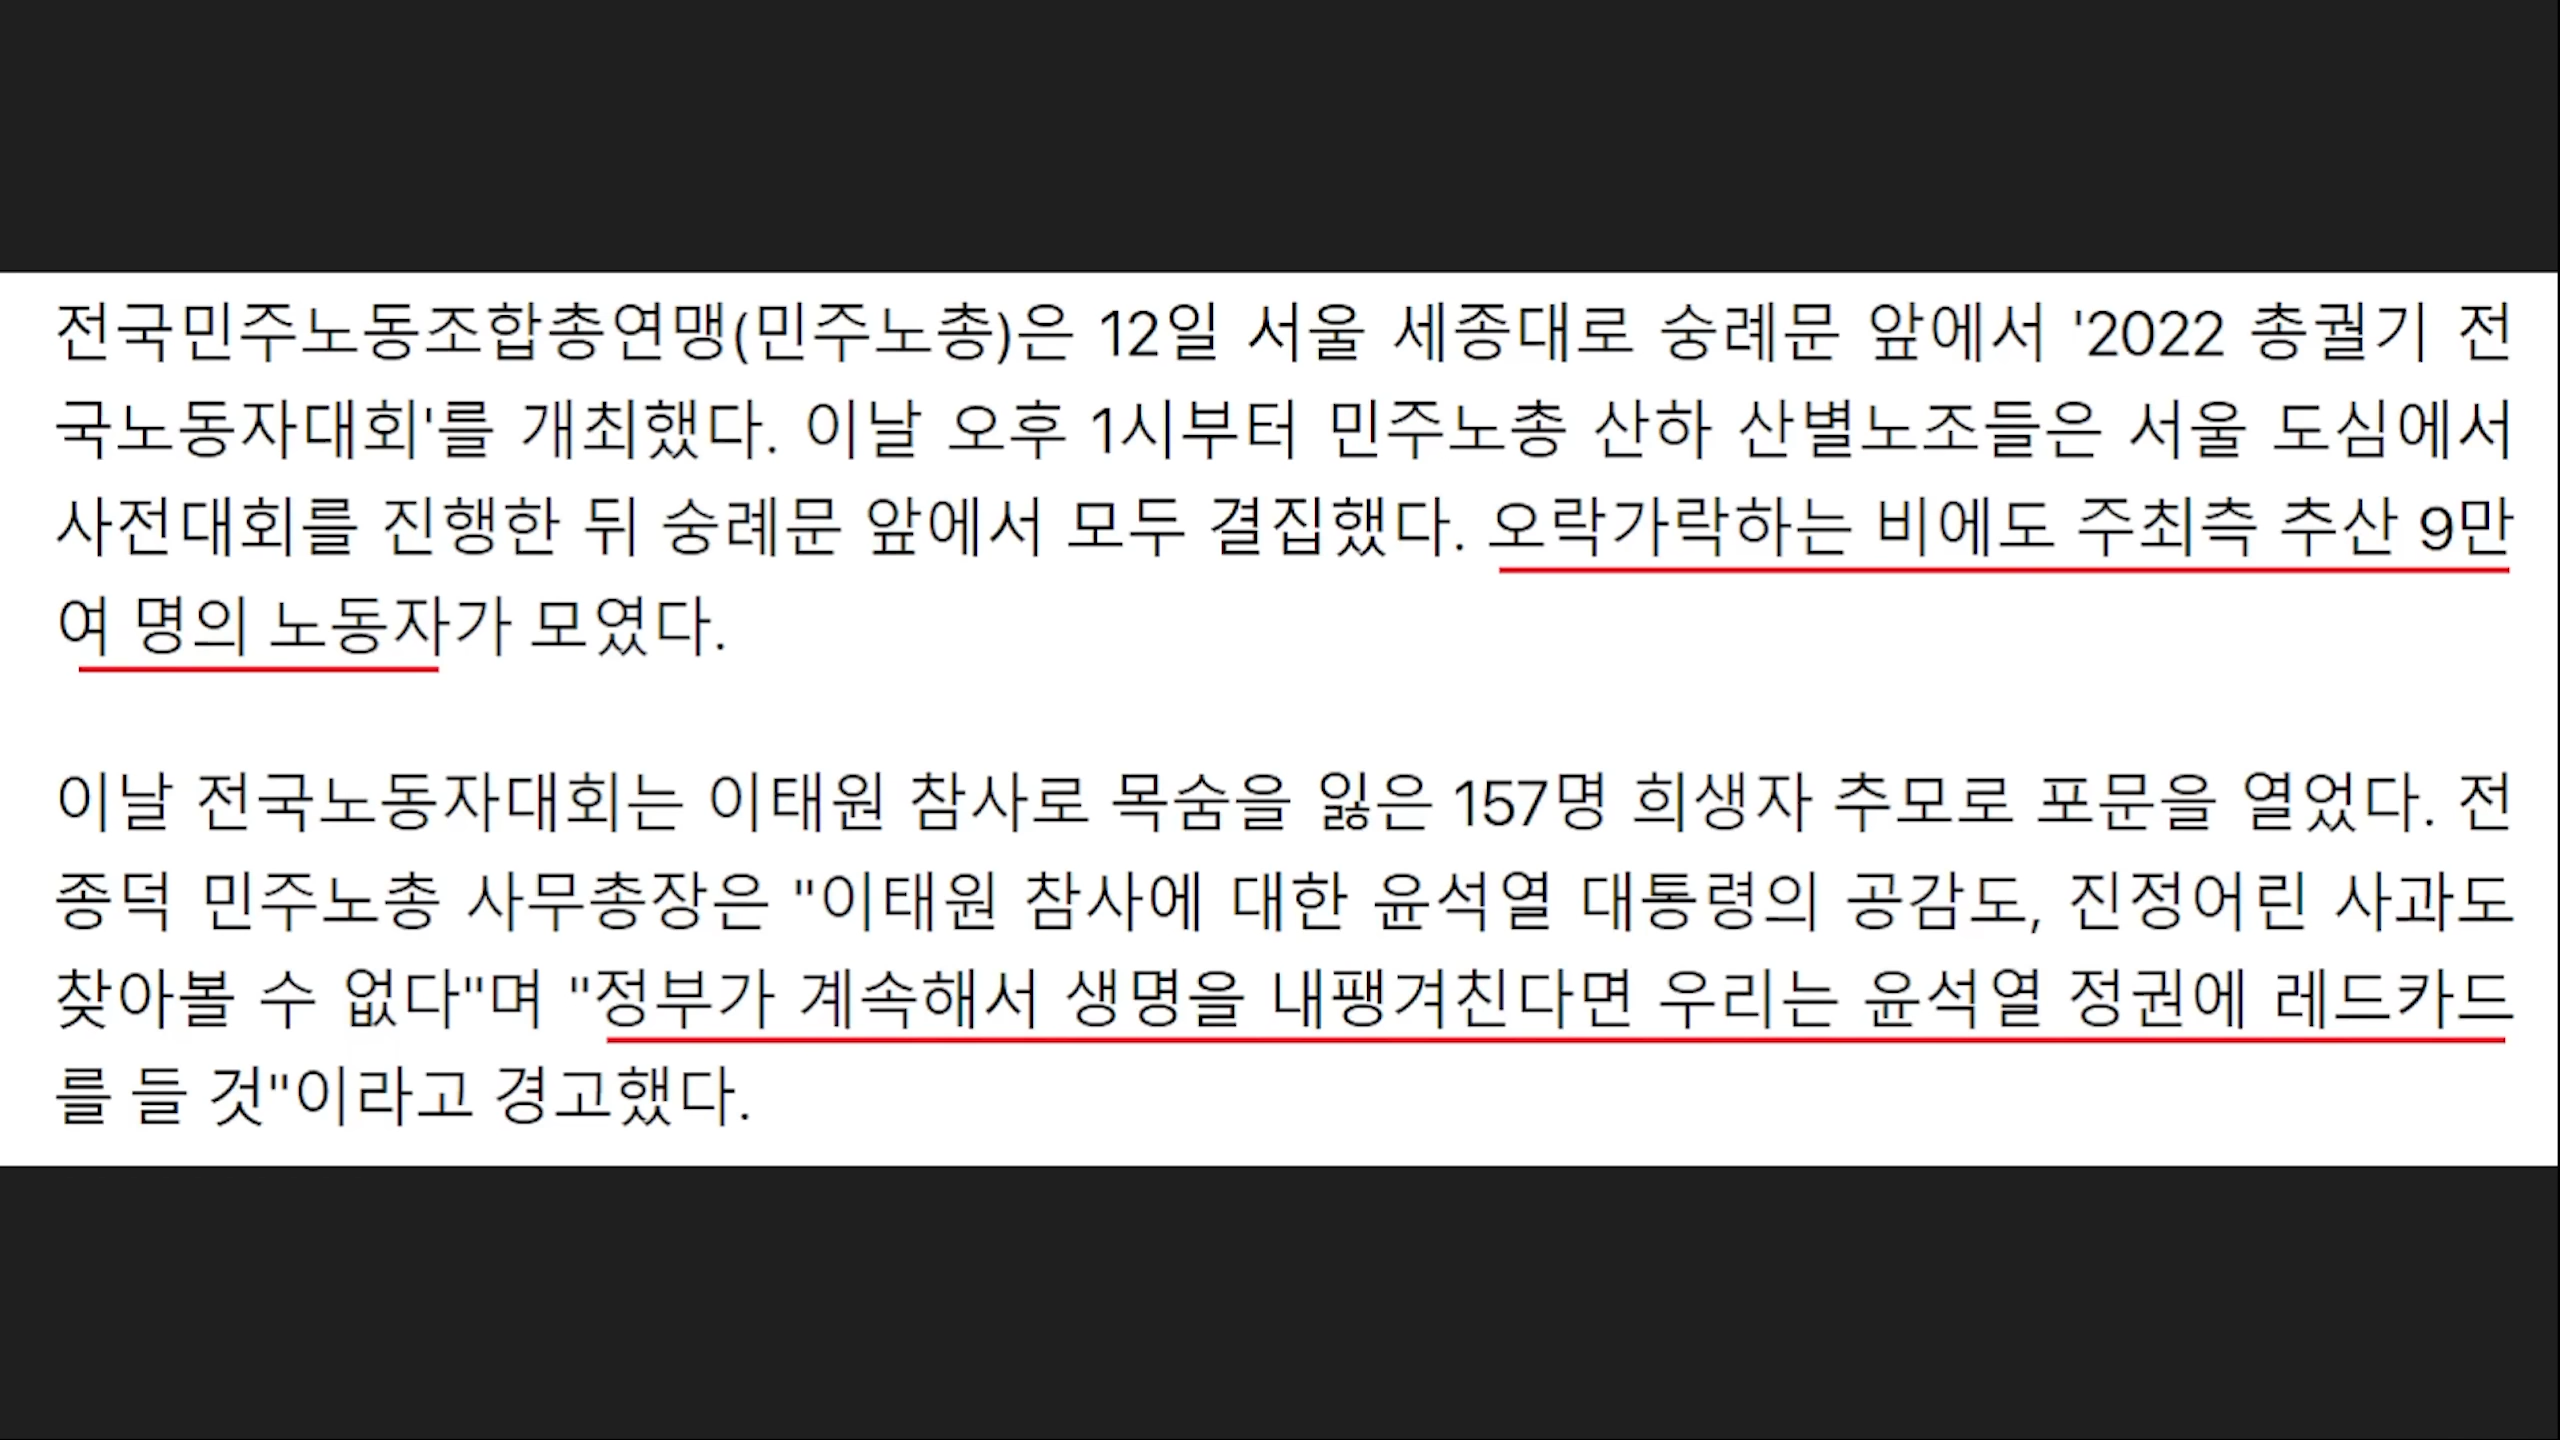 전국민주노동조합총연맹(민주노총)은 12일 서울 세종대로 숭례문 앞에서 '2022 총궐기 전
국노동자대회'를 개최했다. 이날 오후 1시부터 민주노총 산하 산별노조들은 서울 도심에서
사전대회를 진행한 뒤 숭례문 앞에서 모두 결집했다. 오락가락하는 비에도 주최측 추산 9만
여 명의 노동자가 모였다.
이날 전국노동자대회는 이태원 참사로 목숨을 잃은 157명 희생자 추모로 포문을 열었다. 전
종덕 민주노총 사무총장은 "이태원 참사에 대한 윤석열 대통령의 공감도, 진정어린 사과도
찾아볼 수 없다"며 "정부가 계속해서 생명을 내팽겨친다면 우리는 윤석열 정권에 레드카드
를 들 것"이라고 경고했다.